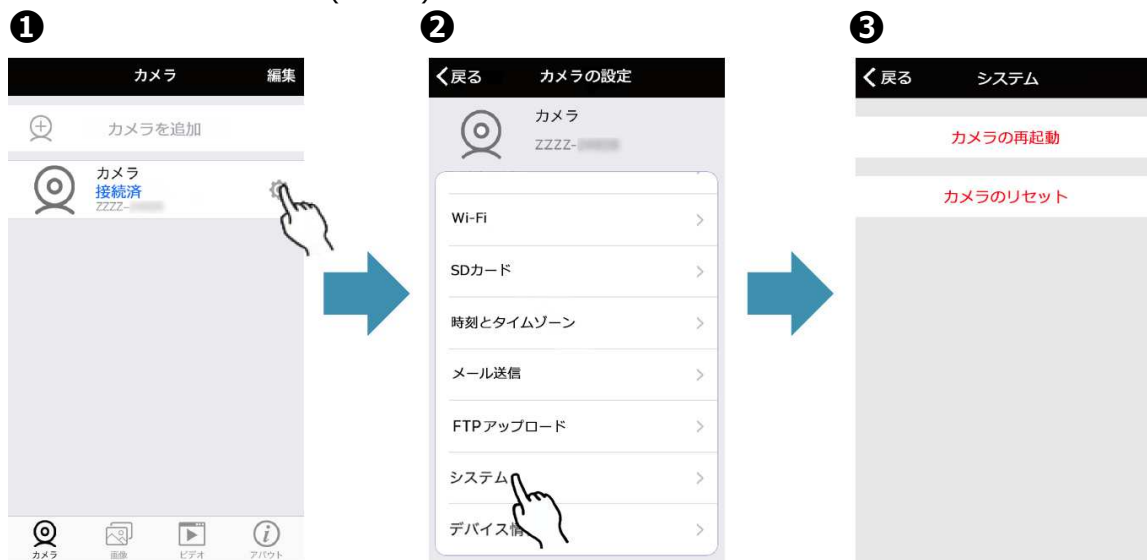 ❶
カメラ 編集
カメラを追加
カメラ
接続済
ZZZZ-
カメラ 画像 ビデオ アバウト
❷
戻る カメラの設定
カメラ
ZZZZ-
Wi-Fi
SDカード
時刻とタイムゾーン
メール送信
FTPアップロード
システム
デバイス情
❸
戻る システム
カメラの再起動
カメラのリセット